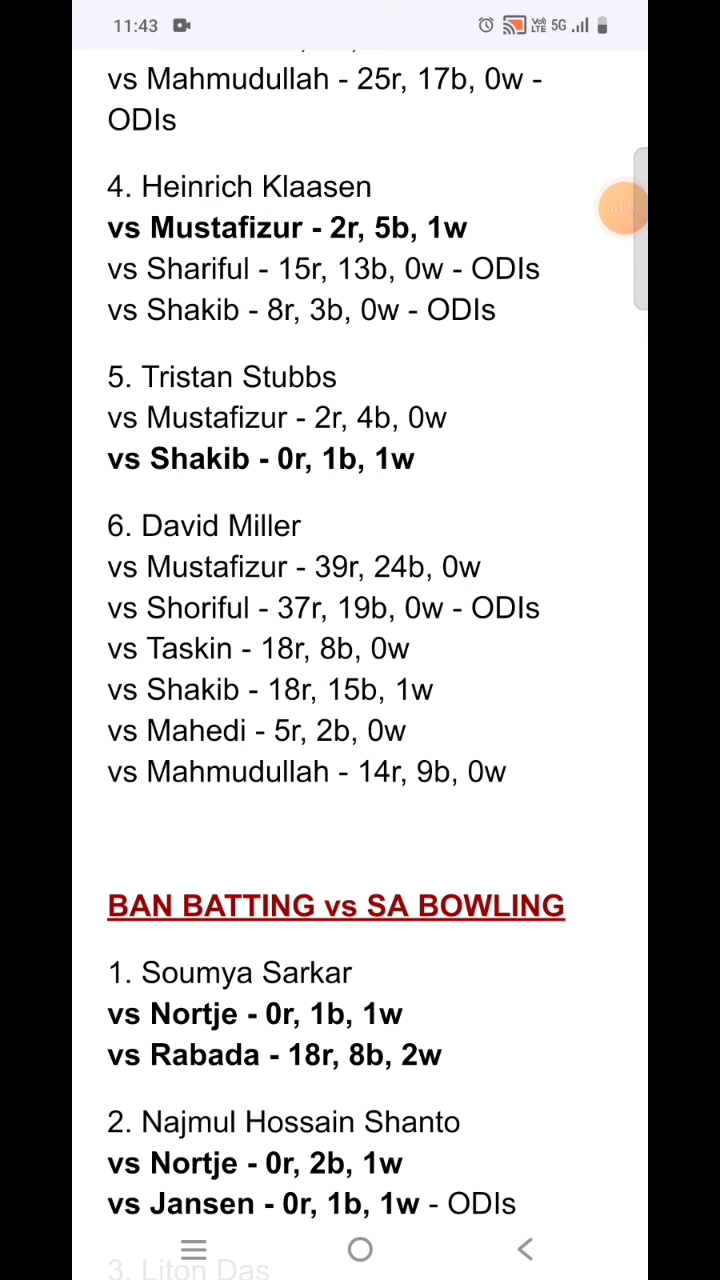 11:43
Vo) LTE 5G
vs Mahmudullah - 25r, 17b, 0w -
ODIs
4. Heinrich Klaasen
vs Mustafizur - 2r, 5b, 1w
vs Shariful - 15r, 13b, 0w - ODIs
vs Shakib - 8r, 3b, 0w - ODIs
5. Tristan Stubbs
vs Mustafizur - 2r, 4b, 0w
vs Shakib - 0r, 1b, 1w
6. David Miller
vs Mustafizur - 39r, 24b, 0w
vs Shoriful - 37r, 19b, 0w - ODIs
vs Taskin - 18r, 8b, 0w
vs Shakib - 18r, 15b, 1w
vs Mahedi - 5r, 2b, 0w
vs Mahmudullah - 14r, 9b, 0w
BAN BATTING vs SA BOWLING
1. Soumya Sarkar
vs Nortje - 0r, 1b, 1w
vs Rabada - 18r, 8b, 2w
2. Najmul Hossain Shanto
vs Nortje - 0r, 2b, 1w
vs Jansen - 0r, 1b, 1w - ODIs
3. Liton Das